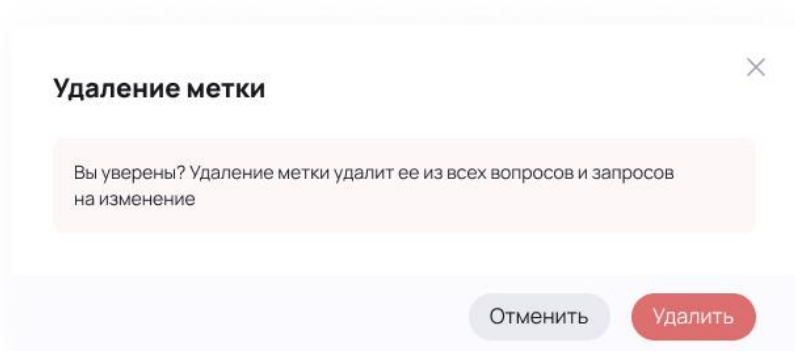 Удаление метки
Вы уверены? Удаление метки удалит ее из всех вопросов и запросов
на изменение
Отменить
Удалить